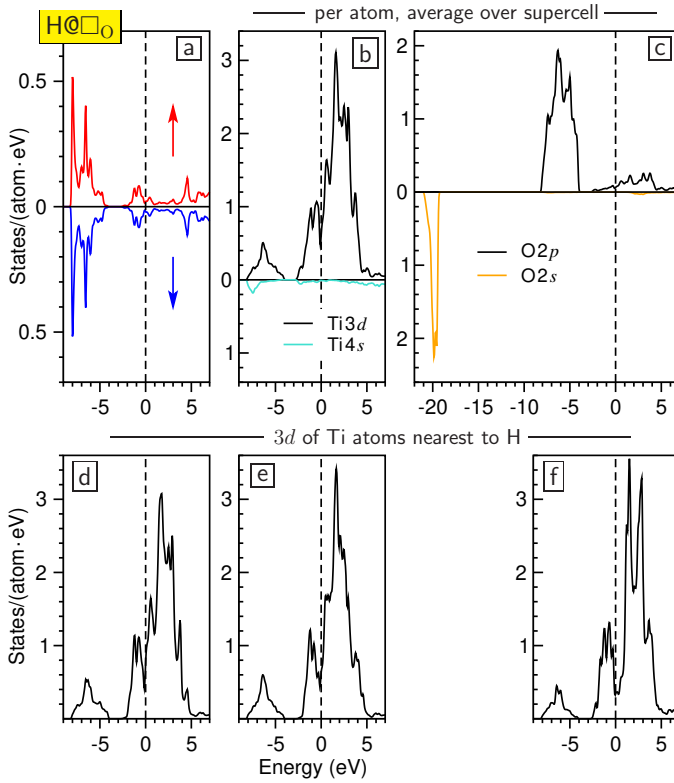 H@□O
per atom, average over supercell
a
b
c
States/(atom·eV)
0.5
0
0.5
3
2
1
0
1
2
1
0
1
2
Ti3d
Ti4s
O2p
O2s
-5 0 5
-5 0 5
-20 -15 -10 -5 0 5
3d of Ti atoms nearest to H
d
e
f
States/(atom·eV)
3
2
1
3
2
1
3
2
1
-5 0 5
-5 0 5
-5 0 5
Energy (eV)